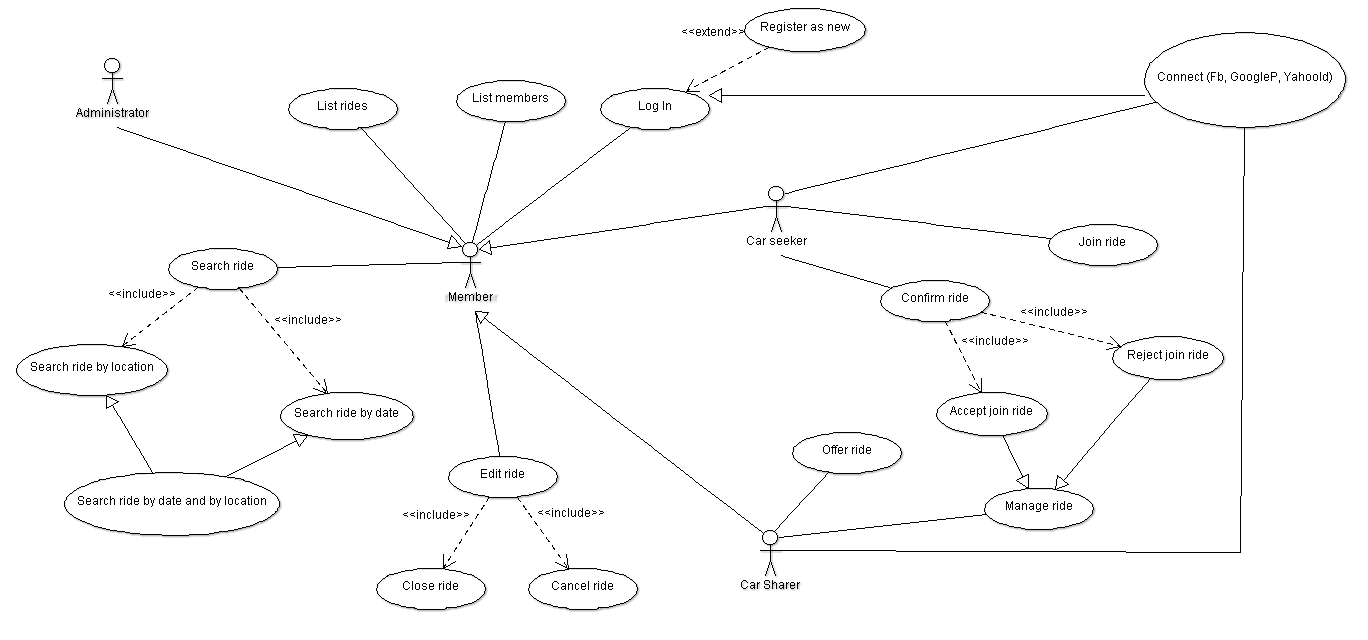 Register as new
<<extend>>
Connect (Fb, GoogleP, YahooId)
Administrator
List rides
List members
Log In
Car seeker
Join ride
Search ride
Member
<<include>>
<<include>>
Confirm ride
<<include>>
<<include>>
Search ride by location
Reject join ride
Search ride by date
Accept join ride
Offer ride
Edit ride
Search ride by date and by location
Manage ride
<<include>>
<<include>>
Close ride
Cancel ride
Car Sharer